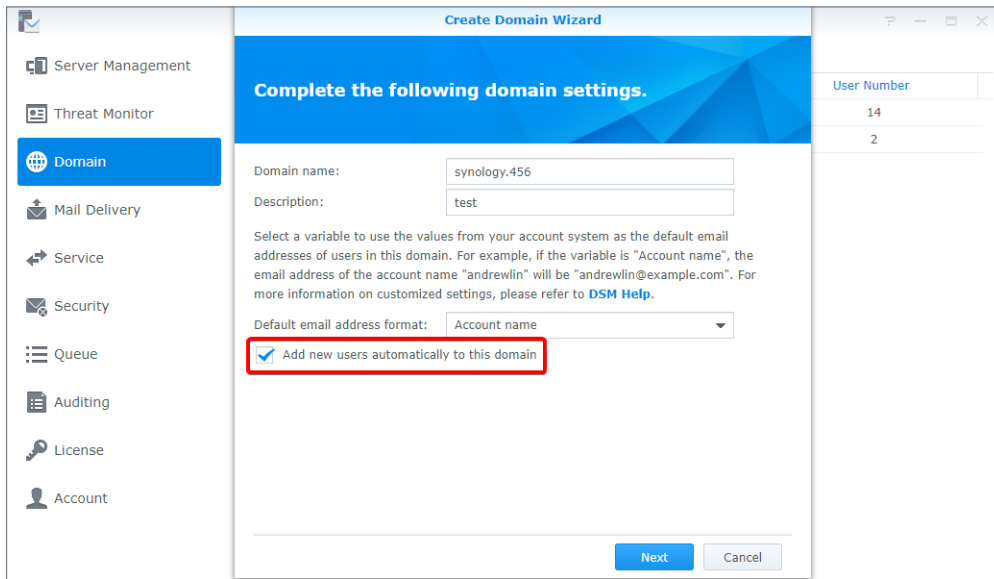 Create Domain Wizard
Server Management
Threat Monitor
Domain
Mail Delivery
Service
Security
Queue
Auditing
License
Account
Complete the following domain settings.
Domain name:
synology.456
Description:
test
Select a variable to use the values from your account system as the default email
addresses of users in this domain. For example, if the variable is "Account name", the
email address of the account name "andrewlin" will be "andrewlin@example.com". For
more information on customized settings, please refer to DSM Help.
Default email address format:
Account name
Add new users automatically to this domain
Next
Cancel
User Number
14
2